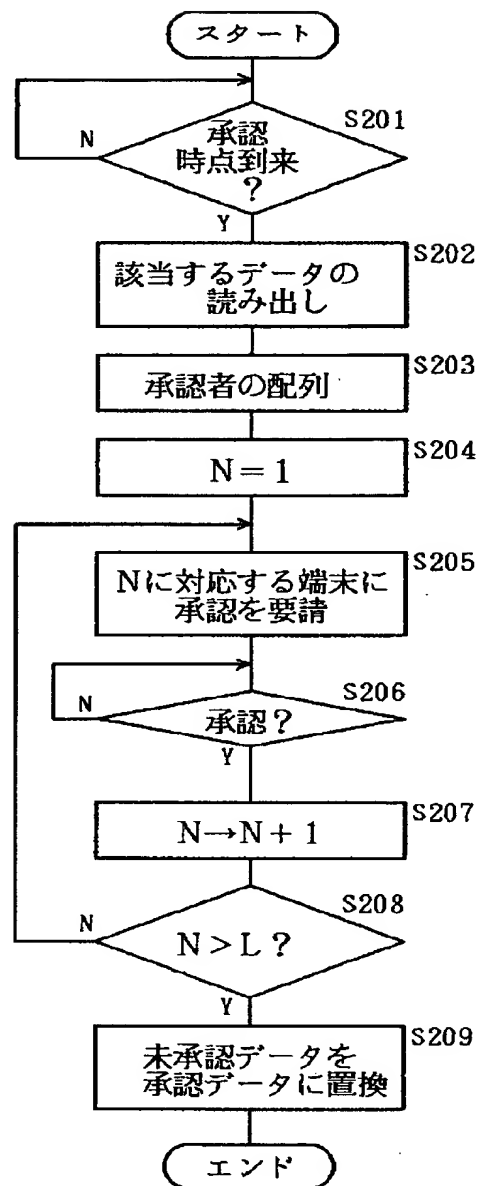 スタート
S201
承認
時点到来
?
N
Y
S202
該当するデータの
読み出し
S203
承認者の配列
S204
N=1
S205
Nに対応する端末に
承認を要請
S206
承認?
N
Y
S207
N→N+1
S208
N>L?
N
Y
S209
未承認データを
承認データに置換
エンド